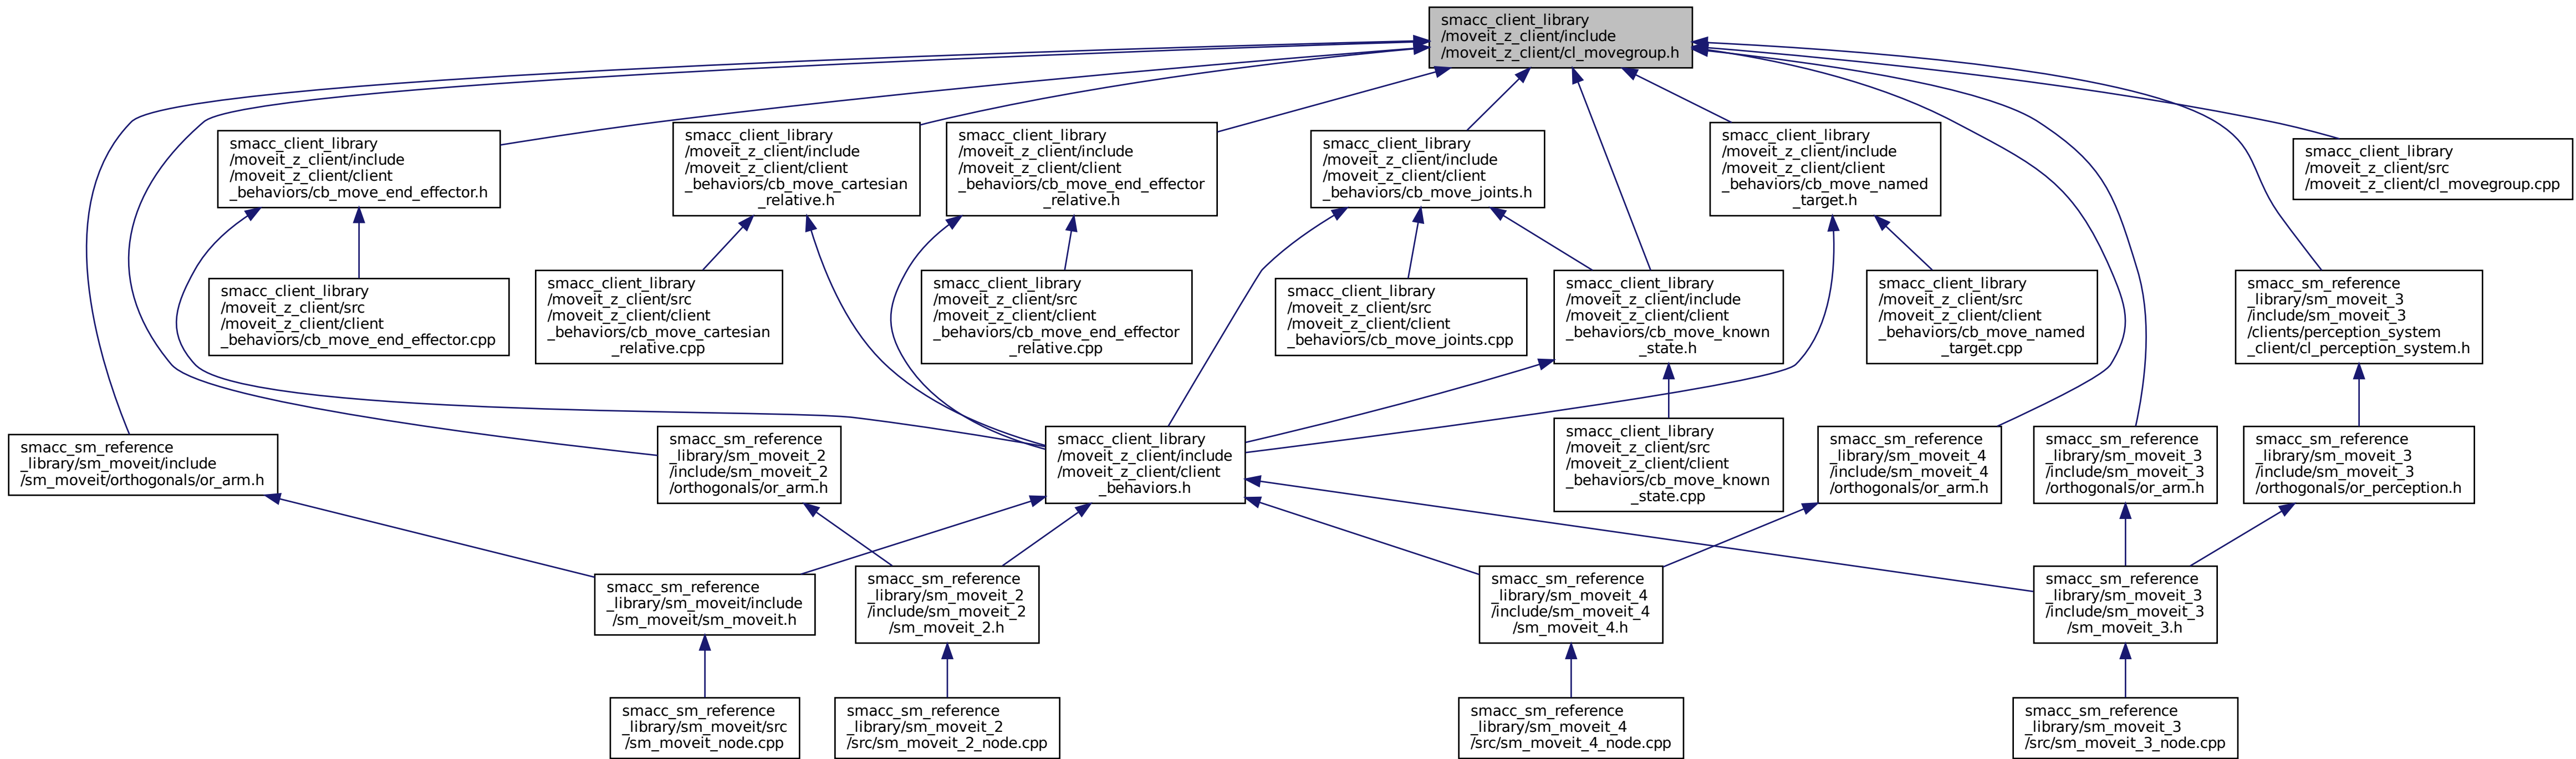 smacc_client_library
/moveit_z_client/include
/moveit_z_client/cl_movegroup.h
smacc_client_library
/moveit_z_client/include
/moveit_z_client/client
_behaviors/cb_move_end_effector.h
smacc_client_library
/moveit_z_client/include
/moveit_z_client/client
_behaviors/cb_move_cartesian
_relative.h
smacc_client_library
/moveit_z_client/include
/moveit_z_client/client
_behaviors/cb_move_end_effector
_relative.h
smacc_client_library
/moveit_z_client/include
/moveit_z_client/client
_behaviors/cb_move_joints.h
smacc_client_library
/moveit_z_client/include
/moveit_z_client/client
_behaviors/cb_move_named
_target.h
smacc_client_library
/moveit_z_client/src
/moveit_z_client/cl_movegroup.cpp
smacc_client_library
/moveit_z_client/src
/moveit_z_client/client
_behaviors/cb_move_end_effector.cpp
smacc_client_library
/moveit_z_client/src
/moveit_z_client/client
_behaviors/cb_move_cartesian
_relative.cpp
smacc_client_library
/moveit_z_client/src
/moveit_z_client/client
_behaviors/cb_move_end_effector
_relative.cpp
smacc_client_library
/moveit_z_client/src
/moveit_z_client/client
_behaviors/cb_move_joints.cpp
smacc_client_library
/moveit_z_client/include
/moveit_z_client/client
_behaviors/cb_move_known
_state.h
smacc_client_library
/moveit_z_client/src
/moveit_z_client/client
_behaviors/cb_move_named
_target.cpp
smacc_sm_reference
_library/sm_moveit_3
/include/sm_moveit_3
/clients/perception_system
_client/cl_perception_system.h
smacc_sm_reference
_library/sm_moveit/include
/sm_moveit/orthogonals/or_arm.h
smacc_sm_reference
_library/sm_moveit_2
/include/sm_moveit_2
/orthogonals/or_arm.h
smacc_client_library
/moveit_z_client/include
/moveit_z_client/client
_behaviors.h
smacc_client_library
/moveit_z_client/src
/moveit_z_client/client
_behaviors/cb_move_known
_state.cpp
smacc_sm_reference
_library/sm_moveit_4
/include/sm_moveit_4
/orthogonals/or_arm.h
smacc_sm_reference
_library/sm_moveit_3
/include/sm_moveit_3
/orthogonals/or_arm.h
smacc_sm_reference
_library/sm_moveit_3
/include/sm_moveit_3
/orthogonals/or_perception.h
smacc_sm_reference
_library/sm_moveit/include
/sm_moveit/sm_moveit.h
smacc_sm_reference
_library/sm_moveit_2
/include/sm_moveit_2
/sm_moveit_2.h
smacc_sm_reference
_library/sm_moveit_4
/include/sm_moveit_4
/sm_moveit_4.h
smacc_sm_reference
_library/sm_moveit_3
/include/sm_moveit_3
/sm_moveit_3.h
smacc_sm_reference
_library/sm_moveit/src
/sm_moveit_node.cpp
smacc_sm_reference
_library/sm_moveit_2
/src/sm_moveit_2_node.cpp
smacc_sm_reference
_library/sm_moveit_4
/src/sm_moveit_4_node.cpp
smacc_sm_reference
_library/sm_moveit_3
/src/sm_moveit_3_node.cpp